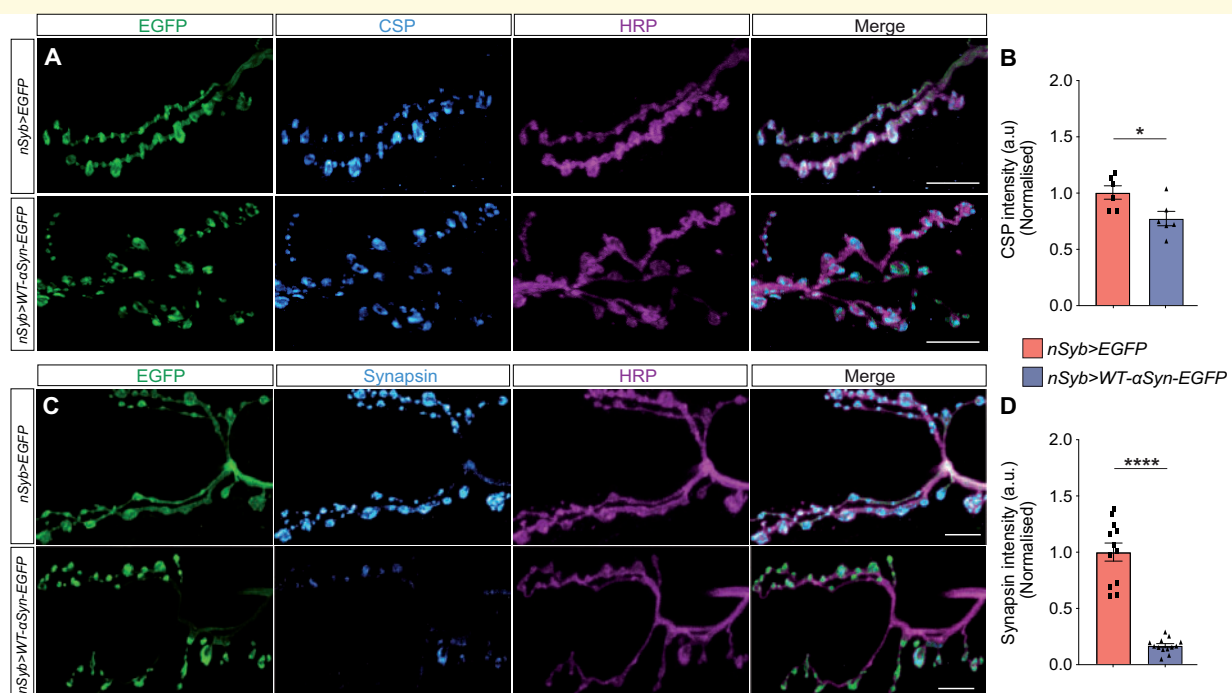 EGFP
CSP
HRP
Merge
A
nSyb>EGFP
nSyb>WT-αSyn-EGFP
B
2.0
1.5
1.0
0.5
0.0
CSP intensity (a.u)
(Normalised)
*
nSyb>EGFP
nSyb>WT-αSyn-EGFP
EGFP
Synapsin
HRP
Merge
C
nSyb>EGFP
nSyb>WT-αSyn-EGFP
D
2.0
1.5
1.0
0.5
0.0
Synapsin intensity (a.u.)
(Normalised)
****